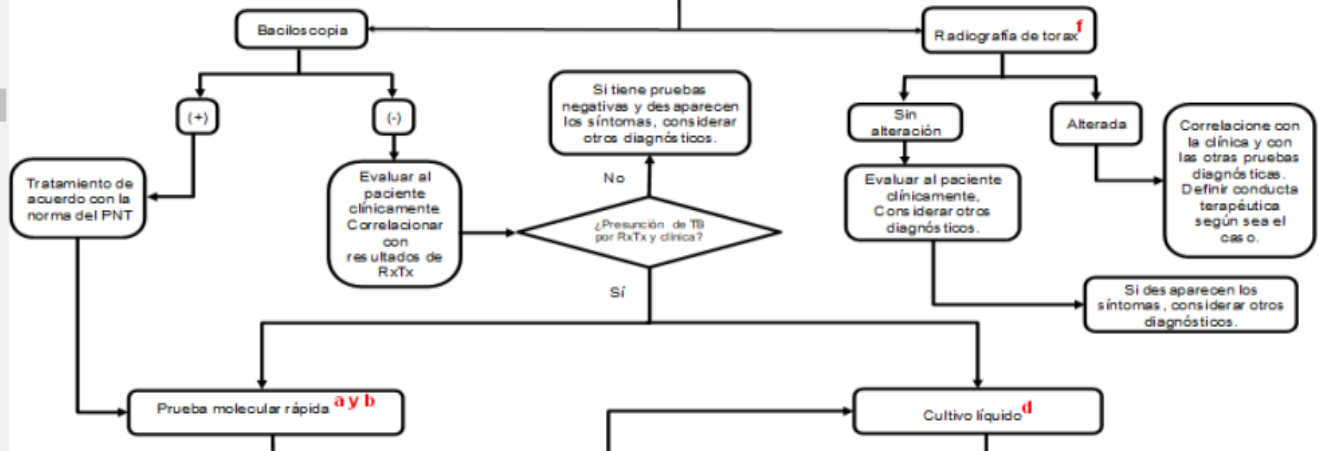 Baciloscopia
Radiografía de torax f
(+)
(-)
Si tiene pruebas
negativas y desaparecen
los síntomas, considerar
otros diagnósticos.
Sin
alteración
Alterada
Correlacione con
la clínica y con
las otras pruebas
diagnósticas.
Definir conducta
terapéutica
según sea el
caso.
Tratamiento de
acuerdo con la
norma del PNT
Evaluar al
paciente
clínicamente.
Correlacionar
con
resultados de
RxTx
No
¿Presunción de TB
por RxTx y clínica?
Sí
Evaluar al paciente
clínicamente,
Considerar otros
diagnósticos.
Si desaparecen los
síntomas, considerar otros
diagnósticos.
Prueba molecular rápida a y b
Cultivo líquido d